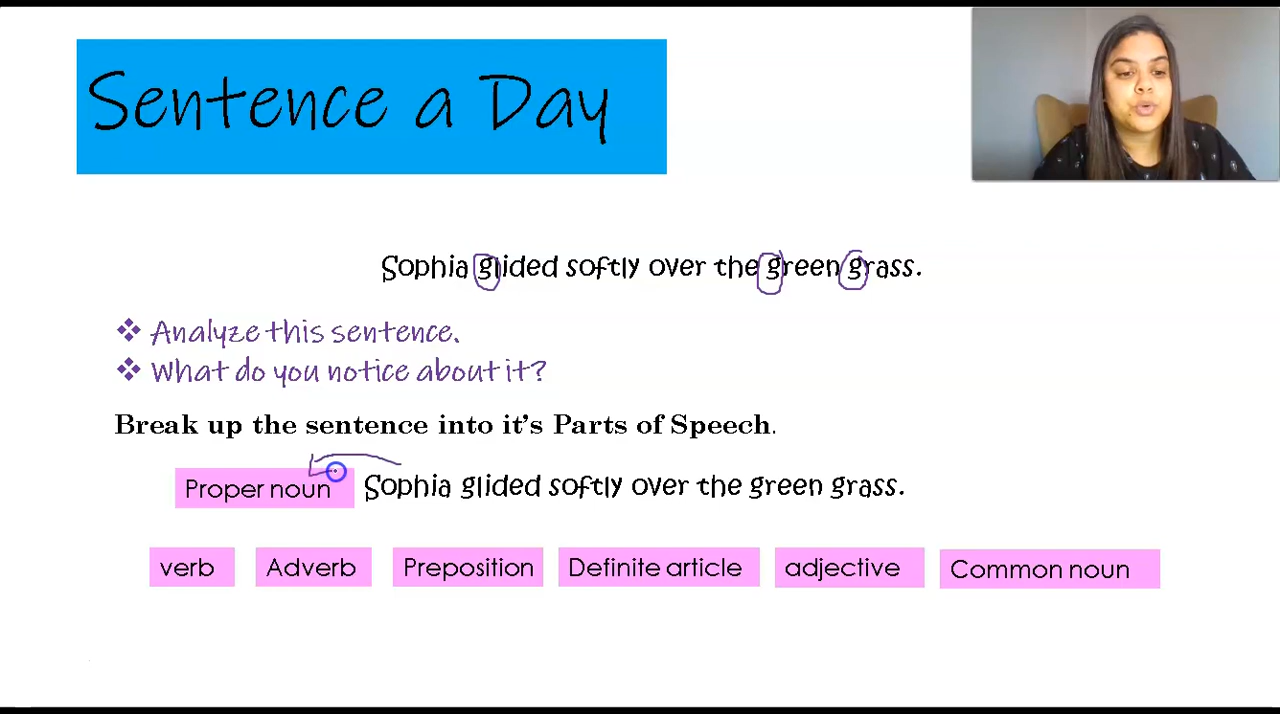 Sentence a Day
Sophia glided softly over the green grass.
❖ Analyze this sentence.
❖ What do you notice about it?
Break up the sentence into it's Parts of Speech.
Proper noun Sophia glided softly over the green grass.
verb Adverb Preposition Definite article adjective Common noun